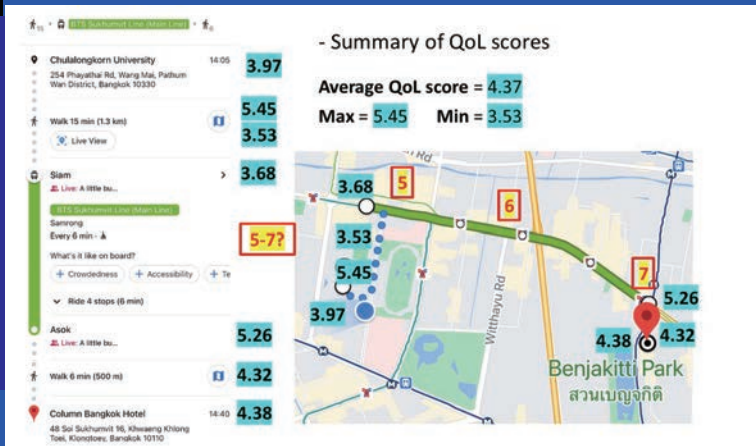 15
BTS Sukhumvit Line (Main Line)
6
Chulalongkorn University
14:05
3.97
254 Phayathai Rd, Wang Mai, Pathum
Wan District, Bangkok 10330
5.45
Walk 15 min (1.3 km)
3.53
Live View
Siam
3.68
Live: A little bu...
BTS Sukhumvit Line (Main Line)
Samrong
Every 6 min
5-7?
What's it like on board?
+ Crowdedness
+ Accessibility
+ Te
Ride 4 stops (6 min)
Asok
5.26
Live: A little bu...
Walk 6 min (500 m)
4.32
Column Bangkok Hotel
14:40
4.38
48 Soi Sukhumvit 16, Khwaeng Khlong
Toei, Klongtoey, Bangkok 10110
- Summary of QoL scores
Average QoL score = 4.37
Max = 5.45 Min = 3.53
Rd
3.68
5
6
3.53
5.45
3.97
Witthayu Rd
7
5.26
4.38
4.32
Benjakitti Park
สวนเบญจกิติ